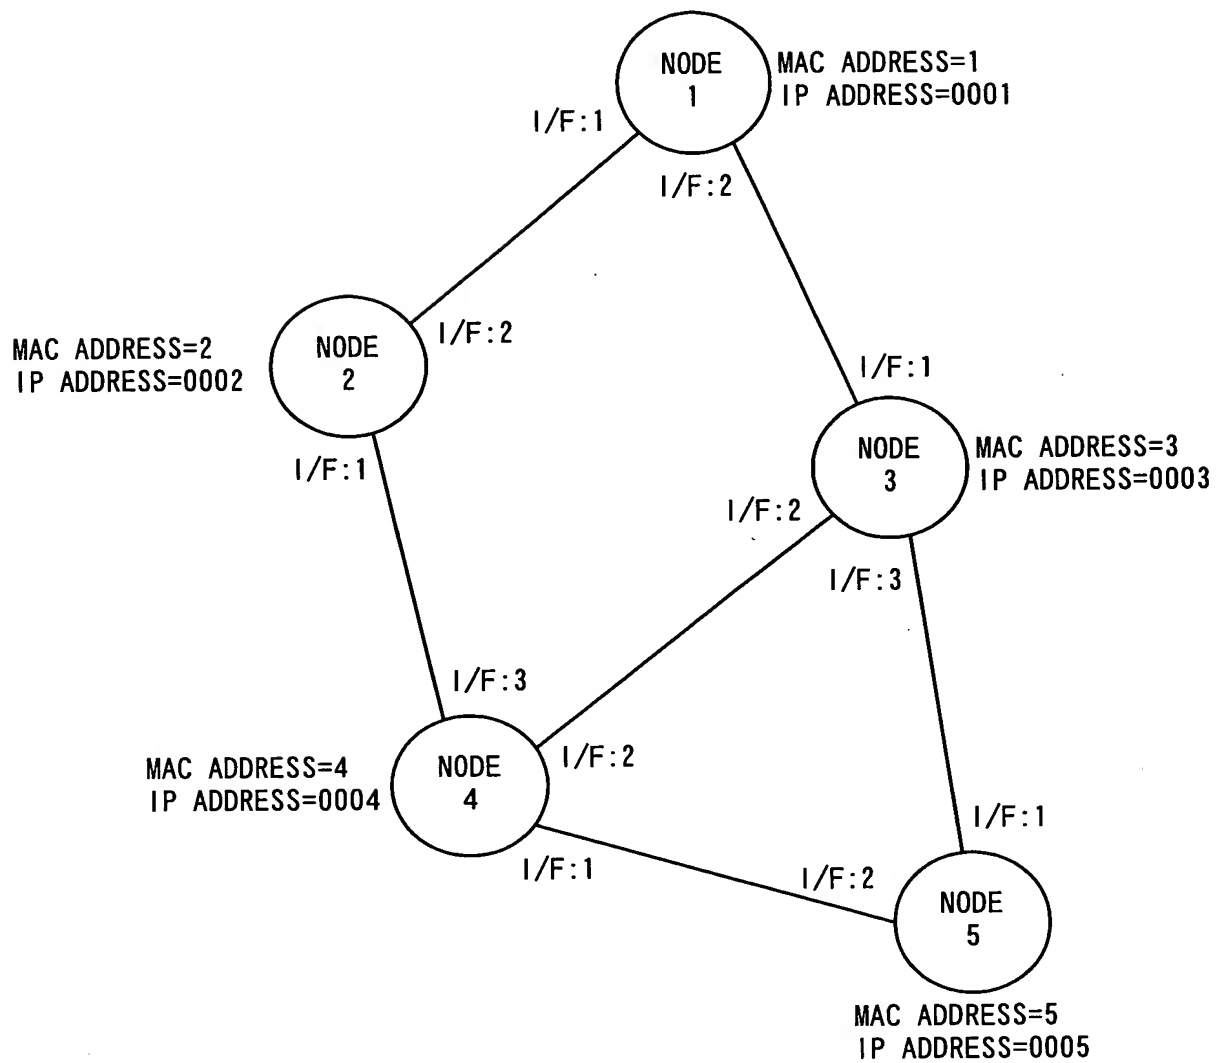 NODE
1
MAC ADDRESS=1
IP ADDRESS=0001
I/F:1
I/F:2
I/F:2
NODE
2
MAC ADDRESS=2
IP ADDRESS=0002
I/F:1
I/F:1
NODE
3
MAC ADDRESS=3
IP ADDRESS=0003
I/F:2
I/F:3
I/F:3
I/F:2
NODE
4
MAC ADDRESS=4
IP ADDRESS=0004
I/F:1
I/F:1
I/F:2
NODE
5
MAC ADDRESS=5
IP ADDRESS=0005